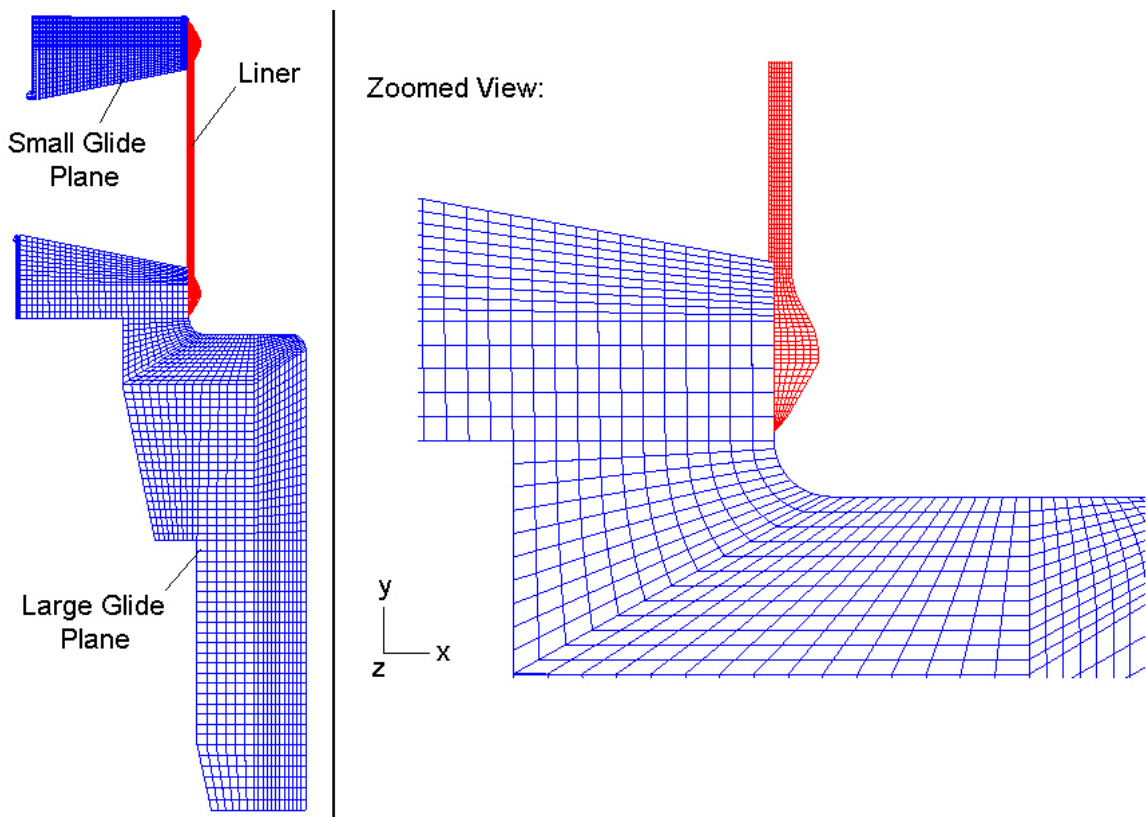 Liner
Small Glide
Plane
Large Glide
Plane
Zoomed View:
y
z
x